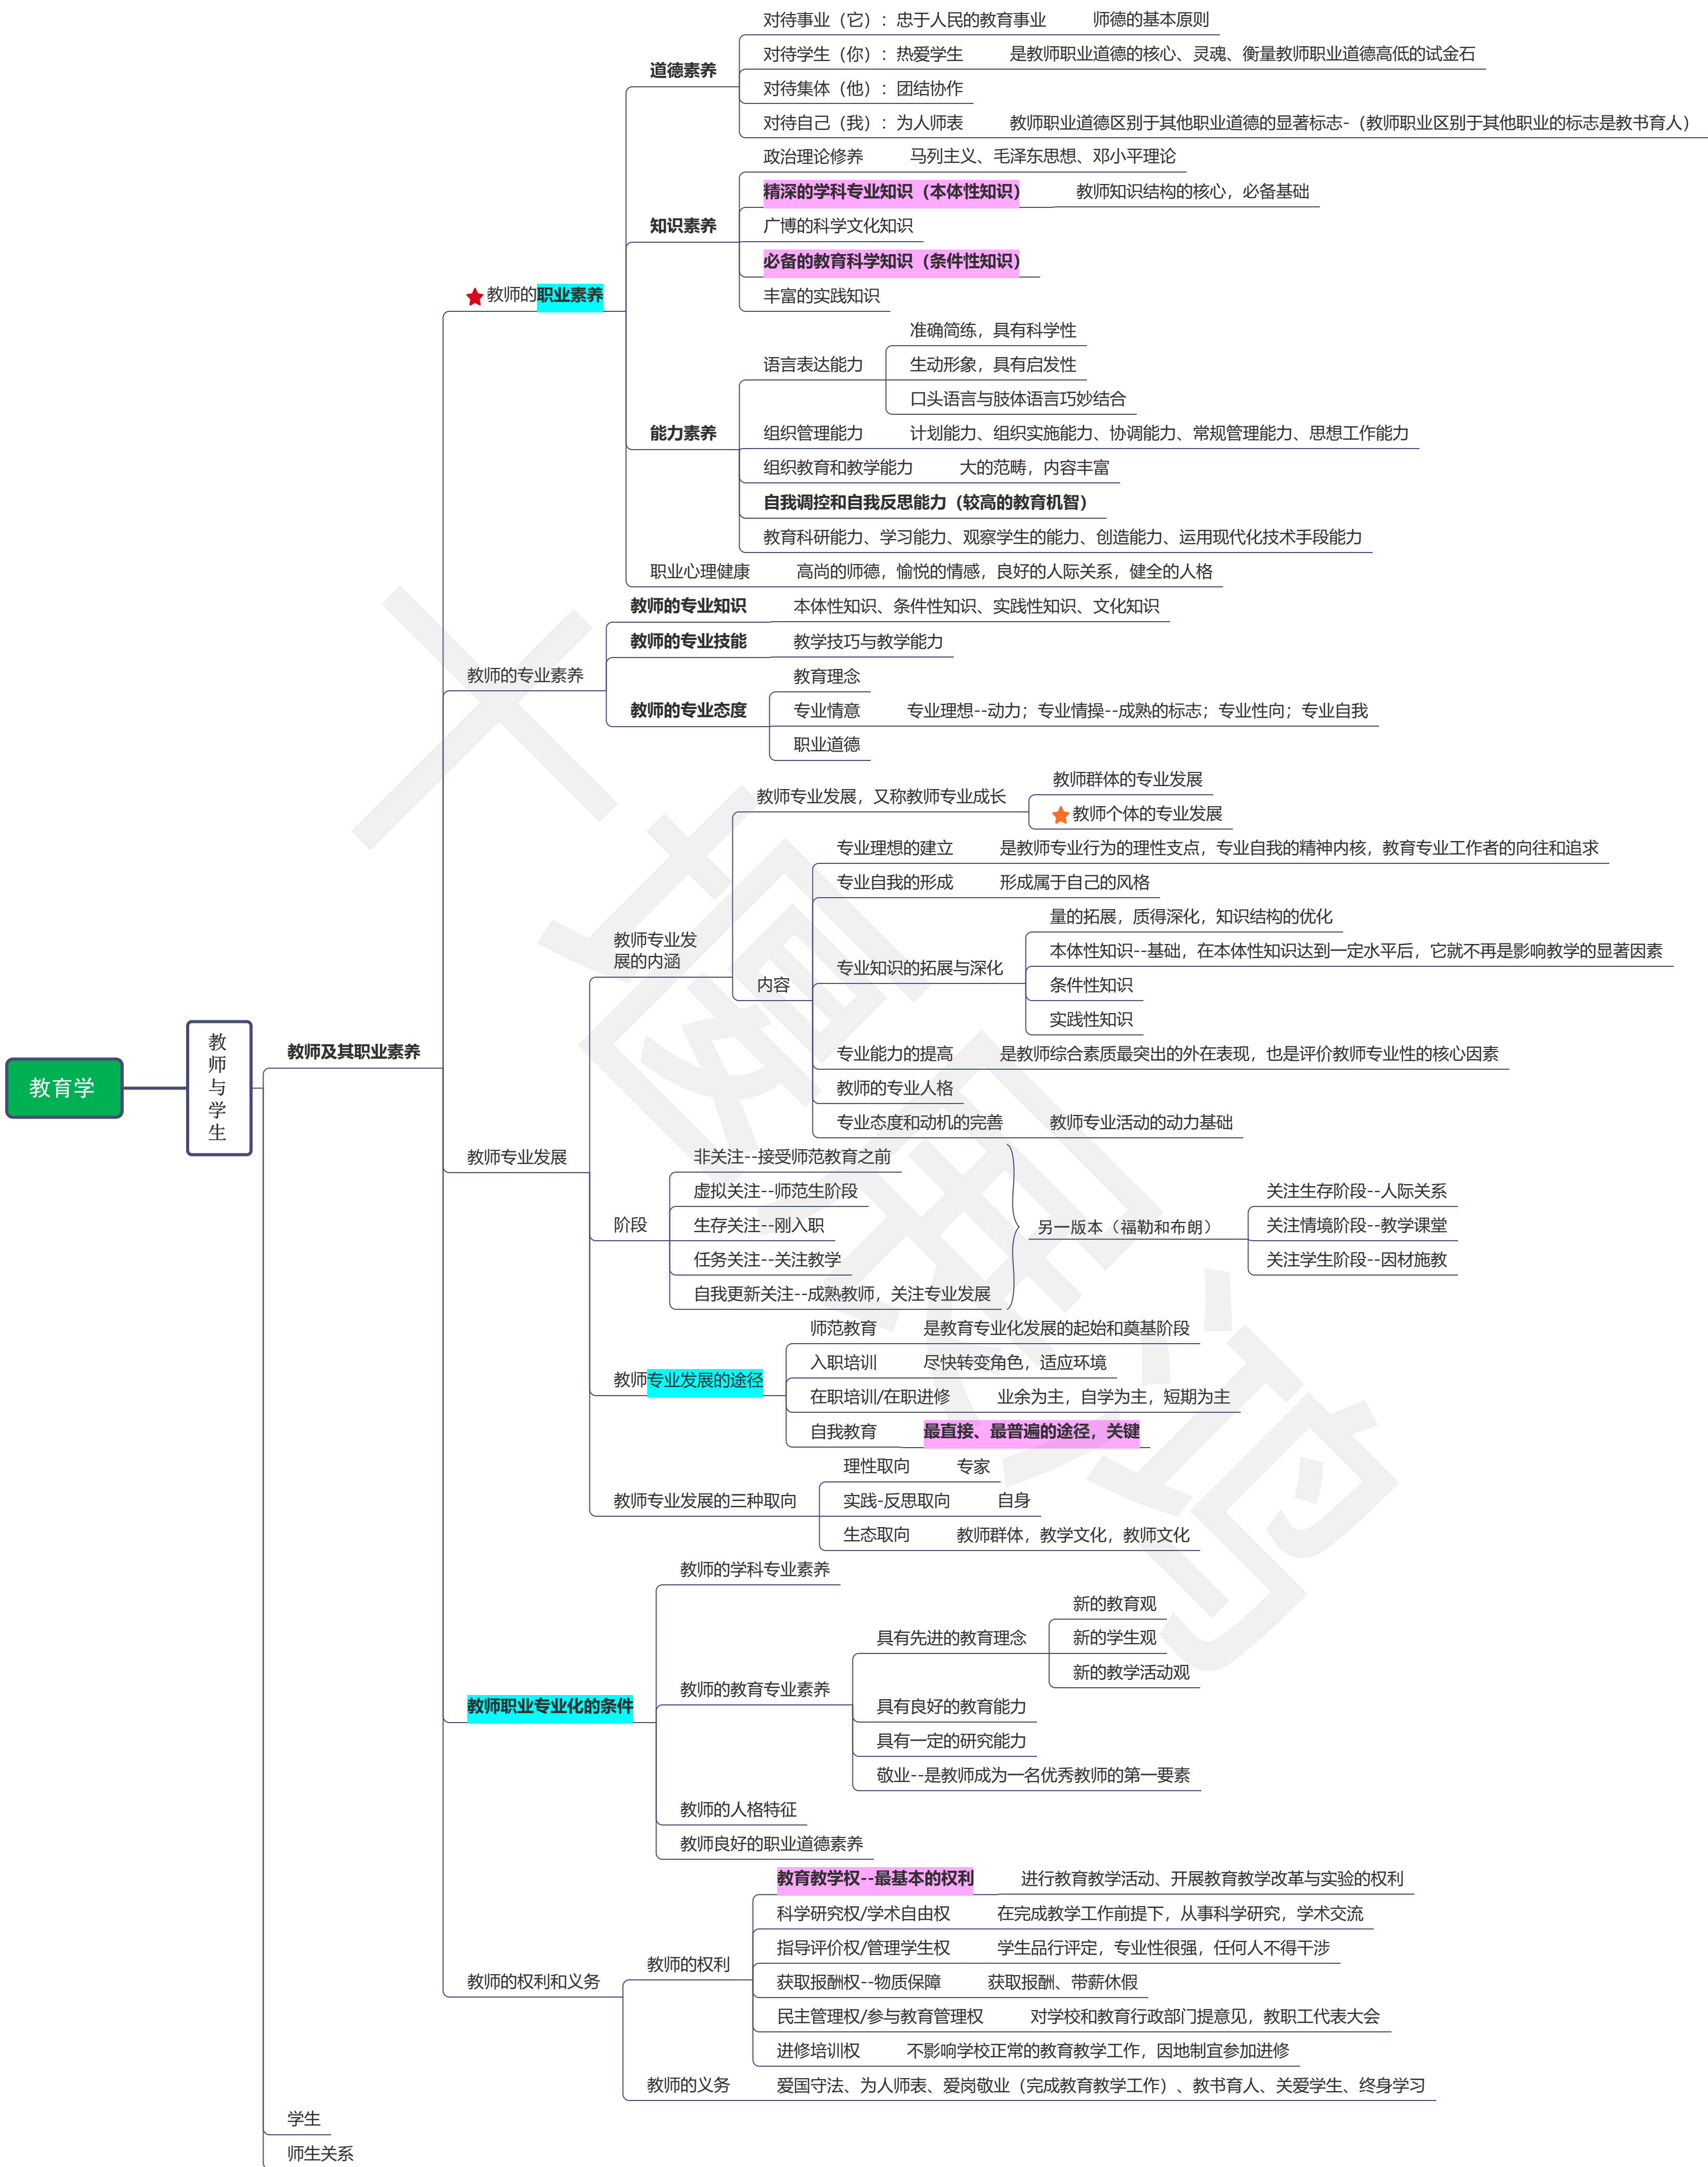 教育学
教师与学生
教师及其职业素养
★教师的职业素养
道德素养
对待事业（它）：忠于人民的教育事业 师德的基本原则
对待学生（你）：热爱学生 是教师职业道德的核心、灵魂、衡量教师职业道德高低的试金石
对待集体（他）：团结协作
对待自己（我）：为人师表 教师职业道德区别于其他职业道德的显著标志-（教师职业区别于其他职业的标志是教书育人）
知识素养
政治理论修养 马列主义、毛泽东思想、邓小平理论
精深的学科专业知识（本体性知识） 教师知识结构的核心，必备基础
广博的科学文化知识
必备的教育科学知识（条件性知识）
丰富的实践知识
能力素养
语言表达能力
准确简练，具有科学性
生动形象，具有启发性
口头语言与肢体语言巧妙结合
组织管理能力 计划能力、组织实施能力、协调能力、常规管理能力、思想工作能力
组织教育和教学能力 大的范畴，内容丰富
自我调控和自我反思能力（较高的教育机智）
教育科研能力、学习能力、观察学生的能力、创造能力、运用现代化技术手段能力
职业心理健康 高尚的师德，愉悦的情感，良好的人际关系，健全的人格
教师的专业素养
教师的专业知识 本体性知识、条件性知识、实践性知识、文化知识
教师的专业技能 教学技巧与教学能力
教师的专业态度
教育理念
专业情意 专业理想--动力；专业情操--成熟的标志；专业性向；专业自我
职业道德
教师专业发展
教师专业发
展的内涵
教师专业发展，又称教师专业成长
教师群体的专业发展
★教师个体的专业发展
内容
专业理想的建立 是教师专业行为的理性支点，专业自我的精神内核，教育专业工作者的向往和追求
专业自我的形成 形成属于自己的风格
专业知识的拓展与深化
量的拓展，质得深化，知识结构的优化
本体性知识--基础，在本体性知识达到一定水平后，它就不再是影响教学的显著因素
条件性知识
实践性知识
专业能力的提高 是教师综合素质最突出的外在表现，也是评价教师专业性的核心因素
教师的专业人格
专业态度和动机的完善 教师专业活动的动力基础
阶段
非关注--接受师范教育之前
虚拟关注--师范生阶段
生存关注--刚入职
任务关注--关注教学
自我更新关注--成熟教师，关注专业发展
另一版本（福勒和布朗）
关注生存阶段--人际关系
关注情境阶段--教学课堂
关注学生阶段--因材施教
教师专业发展的途径
师范教育 是教育专业化发展的起始和奠基阶段
入职培训 尽快转变角色，适应环境
在职培训/在职进修 业余为主，自学为主，短期为主
自我教育 最直接、最普遍的途径，关键
教师专业发展的三种取向
理性取向 专家
实践-反思取向 自身
生态取向 教师群体，教学文化，教师文化
教师职业专业化的条件
教师的学科专业素养
教师的教育专业素养
具有先进的教育理念
新的教育观
新的学生观
新的教学活动观
具有良好的教育能力
具有一定的研究能力
敬业--是教师成为一名优秀教师的第一要素
教师的人格特征
教师良好的职业道德素养
教师的权利和义务
教师的权利
教育教学权--最基本的权利 进行教育教学活动、开展教育教学改革与实验的权利
科学研究权/学术自由权 在完成教学工作前提下，从事科学研究，学术交流
指导评价权/管理学生权 学生品行评定，专业性很强，任何人不得干涉
获取报酬权--物质保障 获取报酬、带薪休假
民主管理权/参与教育管理权 对学校和教育行政部门提意见，教职工代表大会
进修培训权 不影响学校正常的教育教学工作，因地制宜参加进修
教师的义务 爱国守法、为人师表、爱岗敬业（完成教育教学工作）、教书育人、关爱学生、终身学习
学生
师生关系